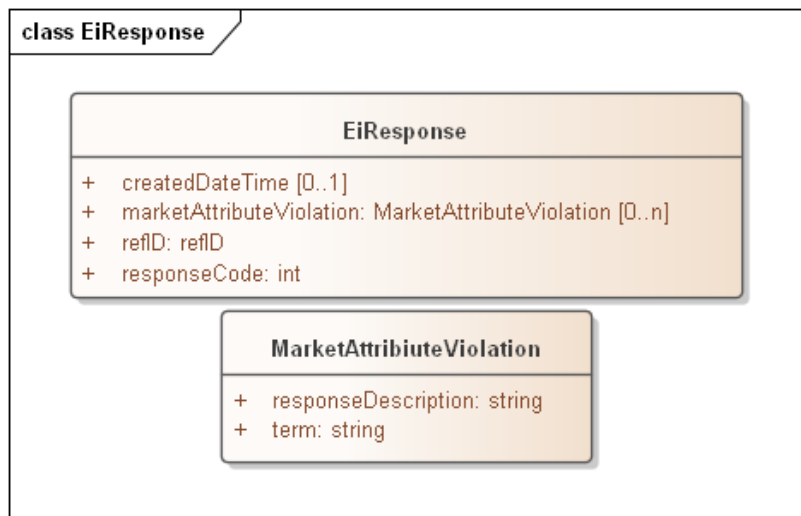 class EiResponse
EiResponse
+ createdDateTime [0..1]
+ marketAttributeViolation: MarketAttributeViolation [0..n]
+ refID: refID
+ responseCode: int
MarketAttribiuteViolation
+ responseDescription: string
+ term: string